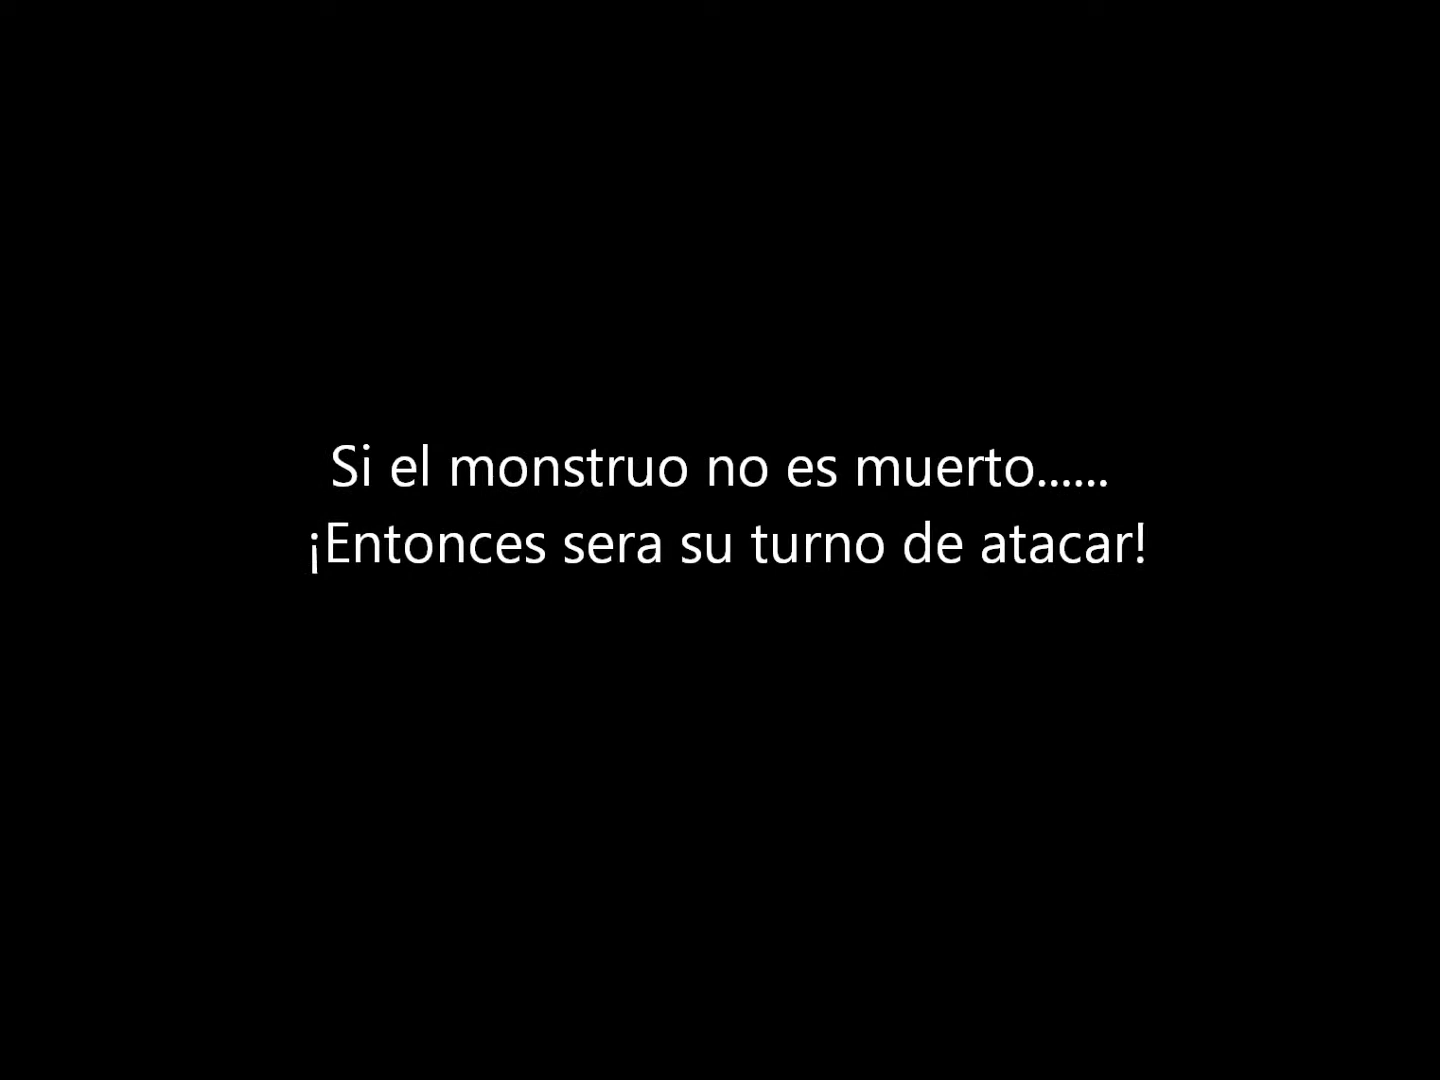 Si el monstruo no es muerto......
¡Entonces sera su turno de atacar!